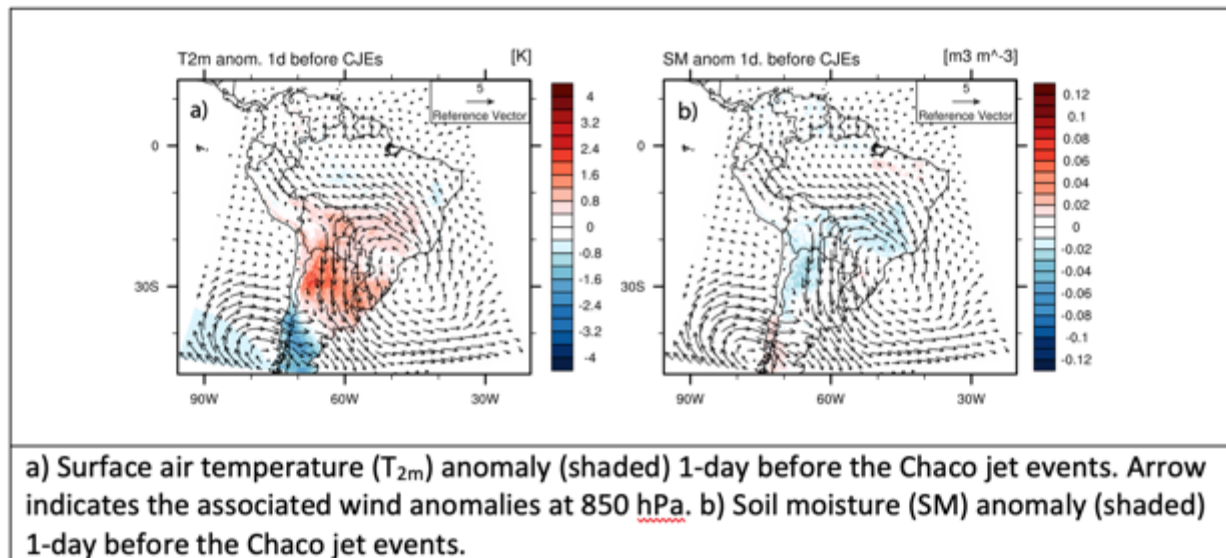 T2m anom. 1d before CJEs [K]
a)
5
Reference Vector
0
30S
90W 60W 30W
4
3.2
2.4
1.6
0.8
0
-0.8
-1.6
-2.4
-3.2
-4
SM anom 1d. before CJEs [m3 m^-3]
b)
5
Reference Vector
0
30S
90W 60W 30W
0.12
0.1
0.08
0.06
0.04
0.02
0
-0.02
-0.04
-0.06
-0.08
-0.1
-0.12
a) Surface air temperature (T2m) anomaly (shaded) 1-day before the Chaco jet events. Arrow
indicates the associated wind anomalies at 850 hPa. b) Soil moisture (SM) anomaly (shaded)
1-day before the Chaco jet events.